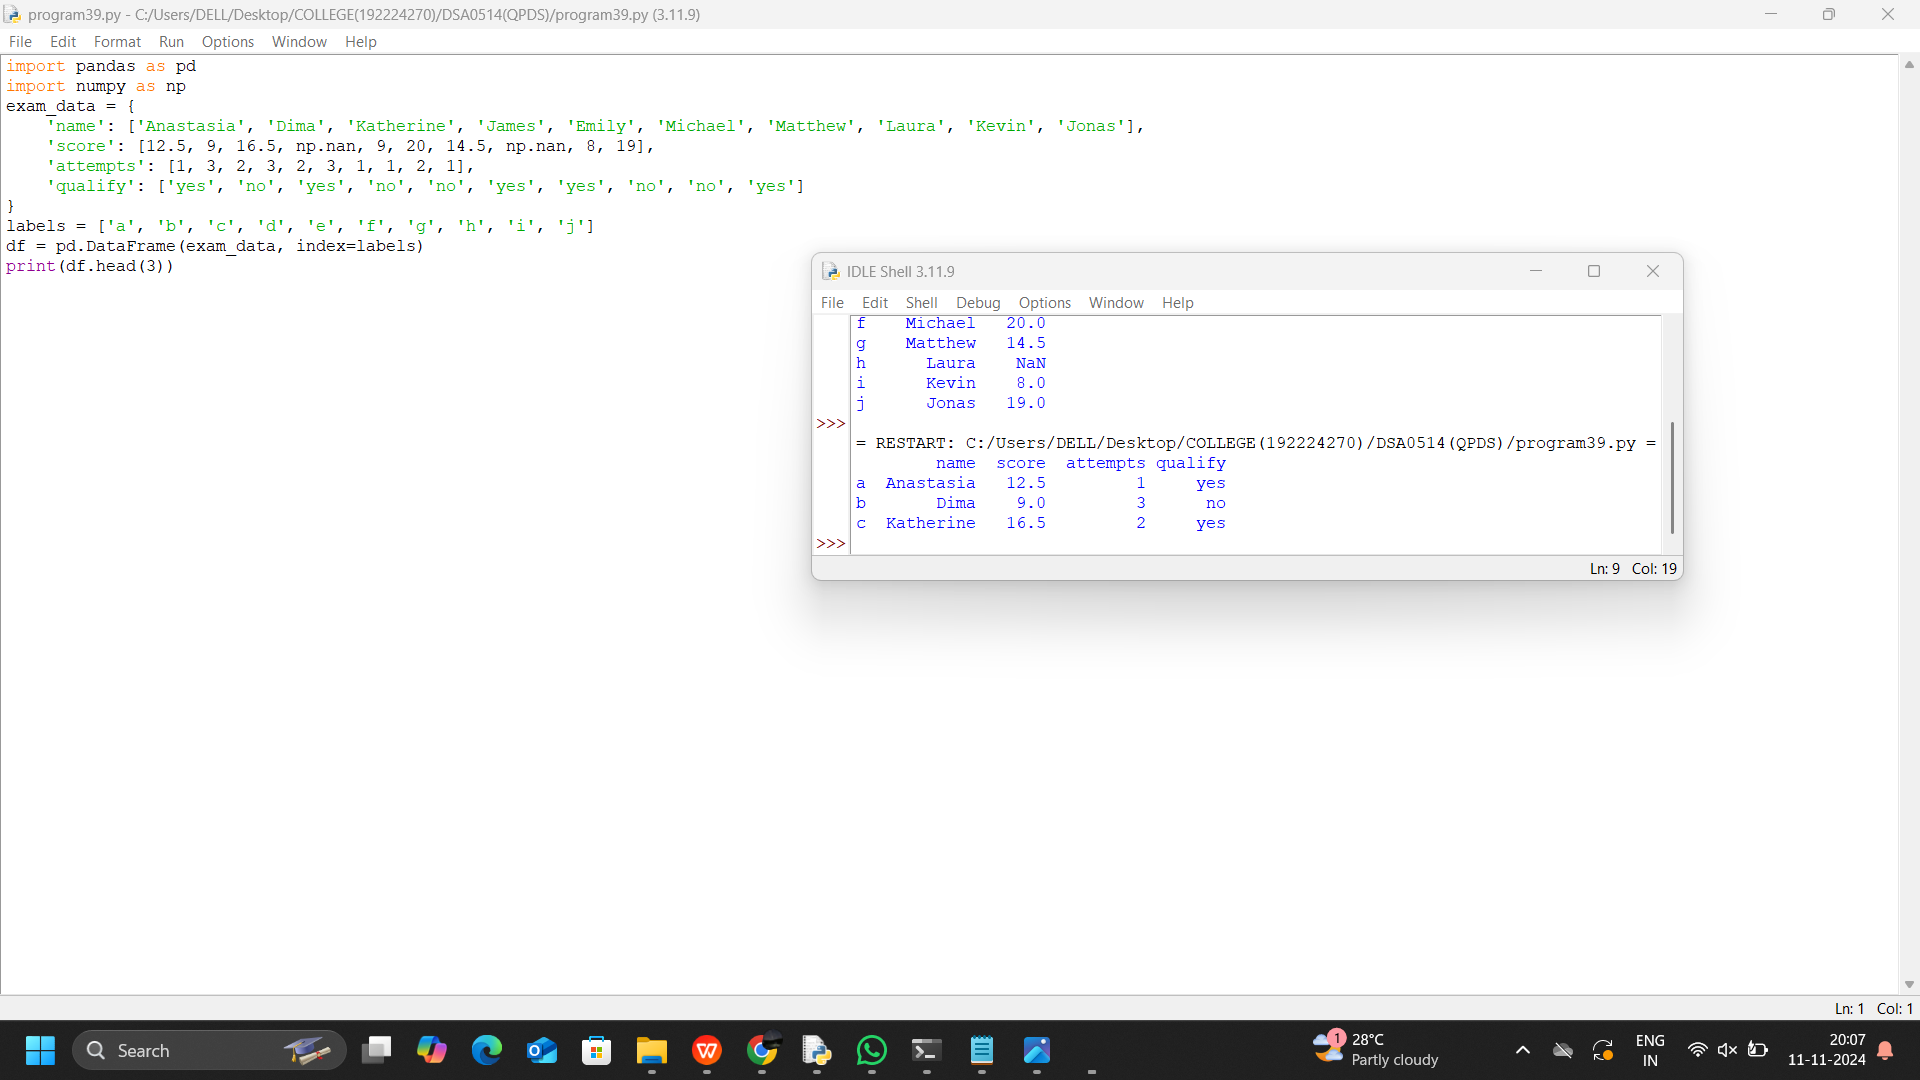 program39.py - C:/Users/DELL/Desktop/COLLEGE(192224270)/DSA0514(QPDS)/program39.py (3.11.9)
File Edit Format Run Options Window Help
import pandas as pd
import numpy as np
exam_data = {
    'name': ['Anastasia', 'Dima', 'Katherine', 'James', 'Emily', 'Michael', 'Matthew', 'Laura', 'Kevin', 'Jonas'],
    'score': [12.5, 9, 16.5, np.nan, 9, 20, 14.5, np.nan, 8, 19],
    'attempts': [1, 3, 2, 3, 2, 3, 1, 1, 2, 1],
    'qualify': ['yes', 'no', 'yes', 'no', 'no', 'yes', 'yes', 'no', 'no', 'yes']
}
labels = ['a', 'b', 'c', 'd', 'e', 'f', 'g', 'h', 'i', 'j']
df = pd.DataFrame(exam_data, index=labels)
print(df.head(3))
IDLE Shell 3.11.9
File Edit Shell Debug Options Window Help
f    Michael   20.0
g    Matthew   14.5
h      Laura    NaN
i      Kevin    8.0
j      Jonas   19.0
>>>
= RESTART: C:/Users/DELL/Desktop/COLLEGE(192224270)/DSA0514(QPDS)/program39.py =
        name  score  attempts qualify
a  Anastasia   12.5         1     yes
b       Dima    9.0         3      no
c  Katherine   16.5         2     yes
>>>
Ln: 9 Col: 19
Ln: 1 Col: 1
Search
1
28°C
Partly cloudy
ENG
IN
20:07
11-11-2024